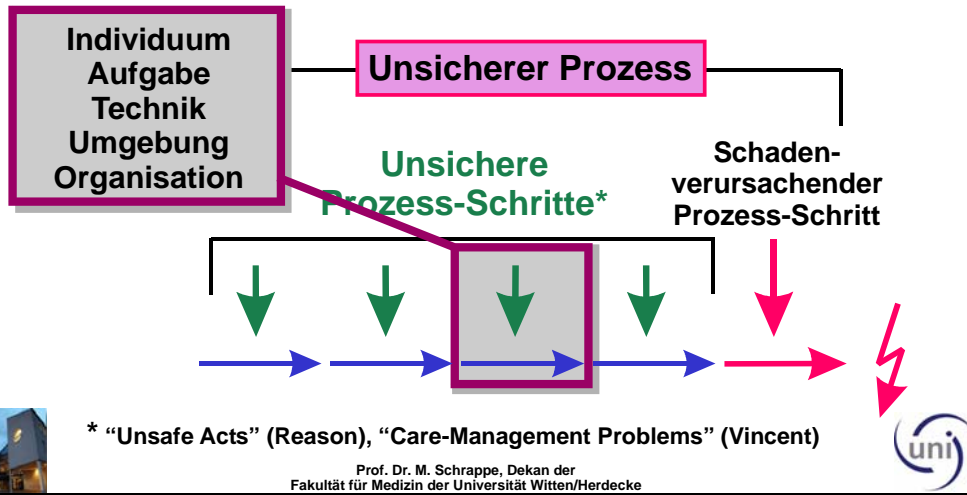 Individuum
Aufgabe
Technik
Umgebung
Organisation
Unsicherer Prozess
Unsichere
Prozess-Schritte*
Schaden-
verursachender
Prozess-Schritt
* “Unsafe Acts” (Reason), “Care-Management Problems” (Vincent)
Prof. Dr. M. Schrappe, Dekan der
Fakultät für Medizin der Universität Witten/Herdecke
uni